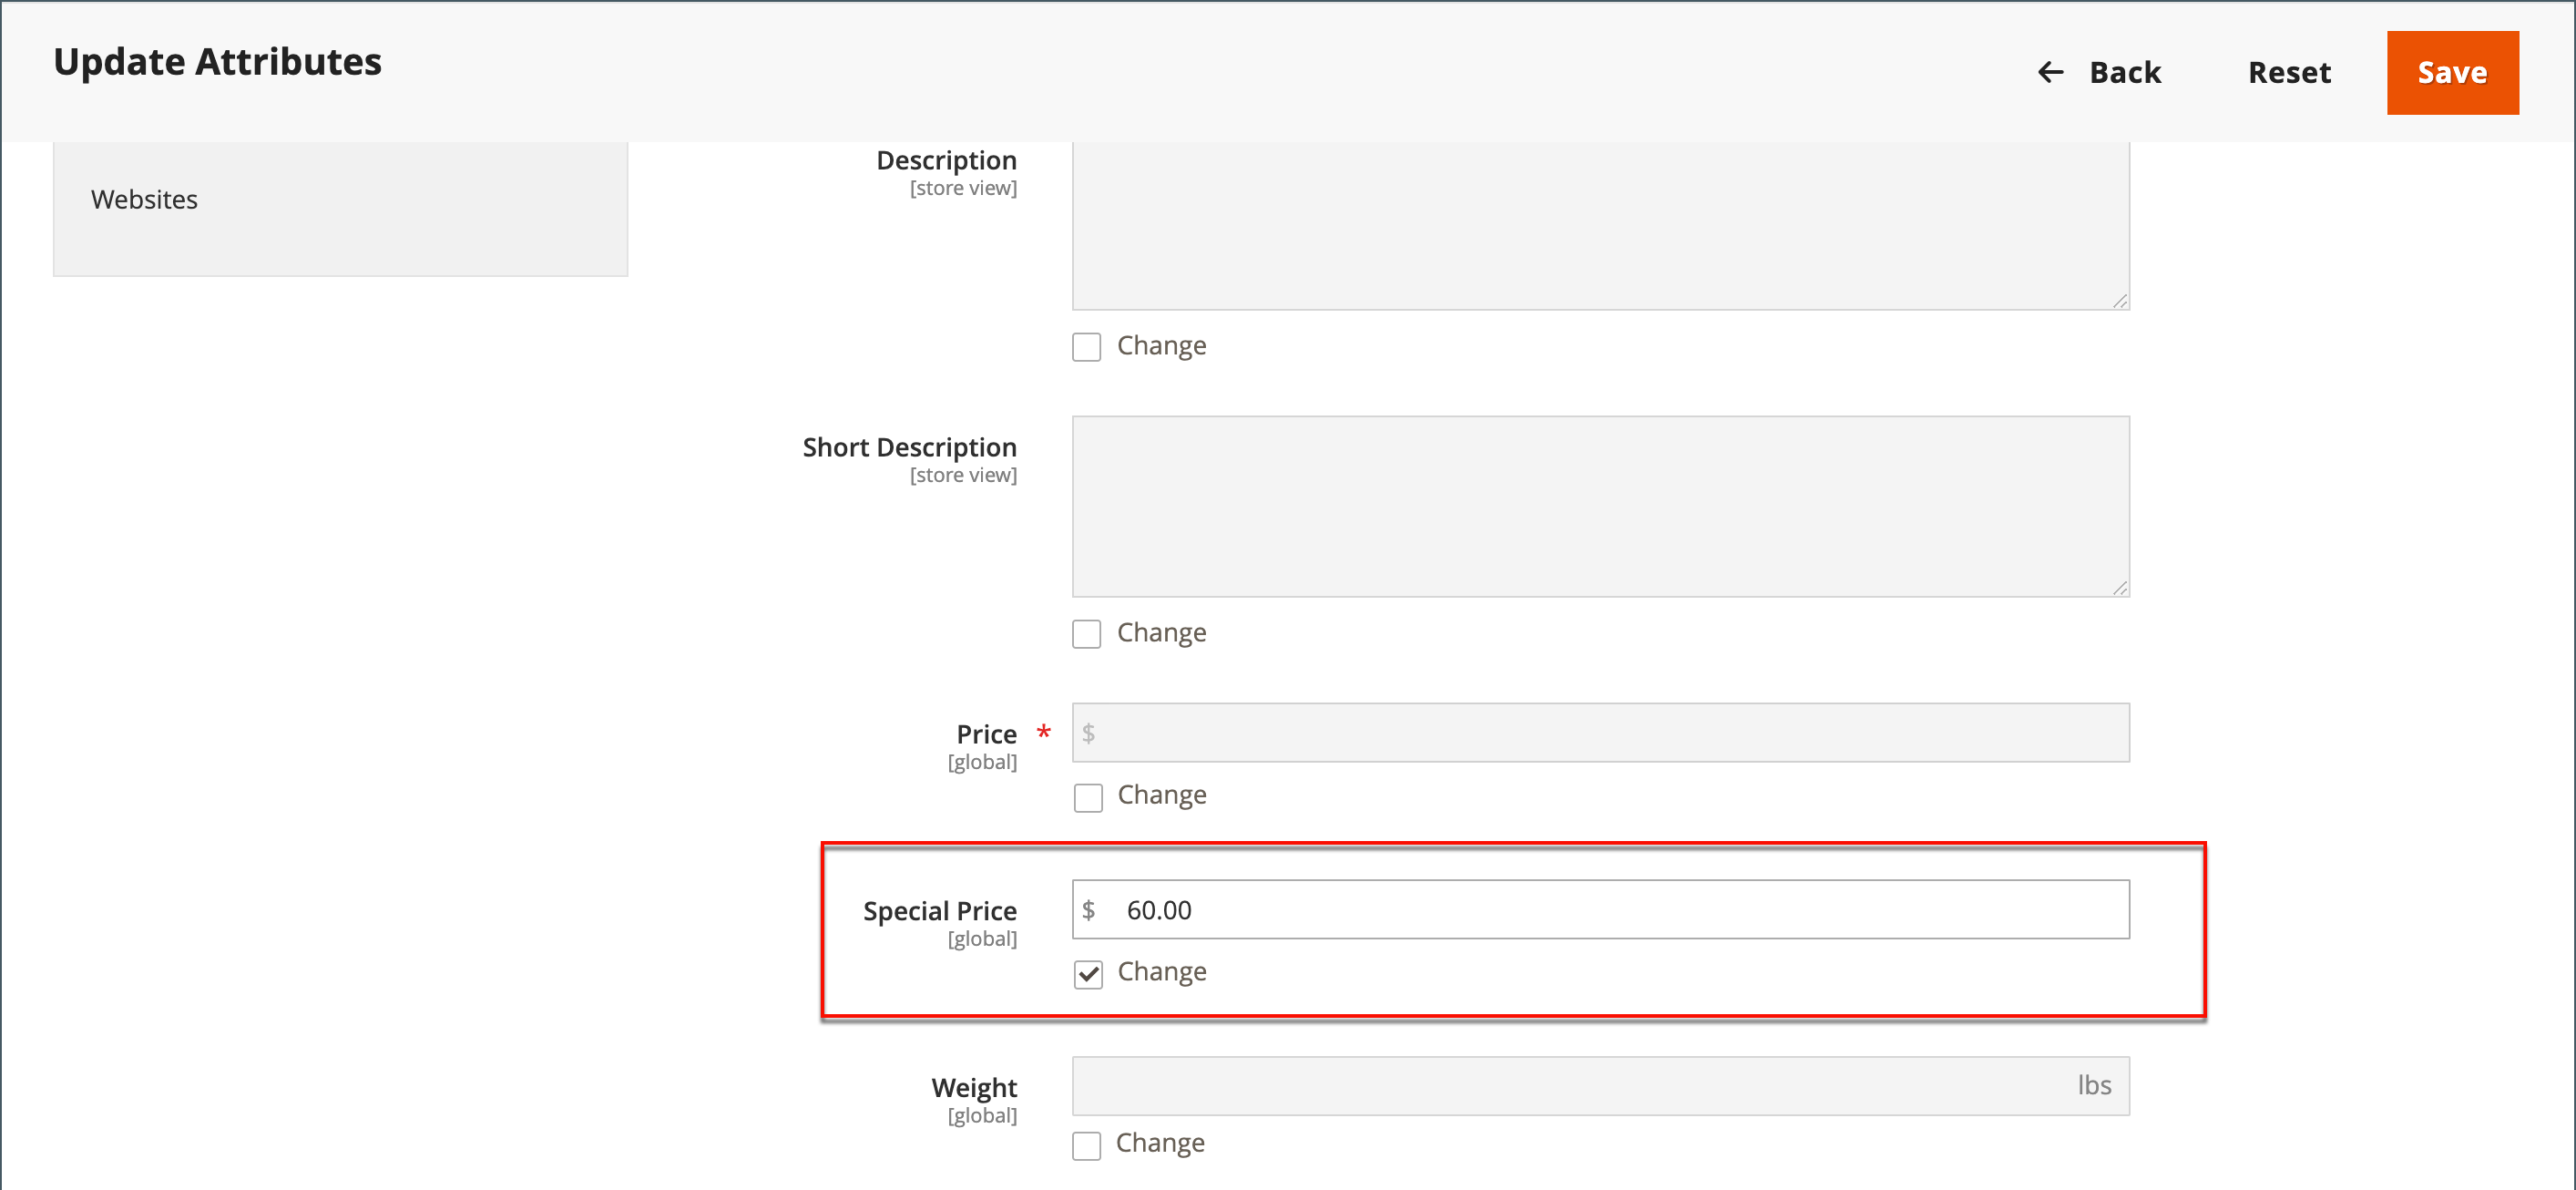 Update Attributes
← Back
Reset
Save
Websites
Description
[store view]
Change
Short Description
[store view]
Change
Price *
[global]
$
Change
Special Price
[global]
$ 60.00
Change
Weight
[global]
lbs
Change